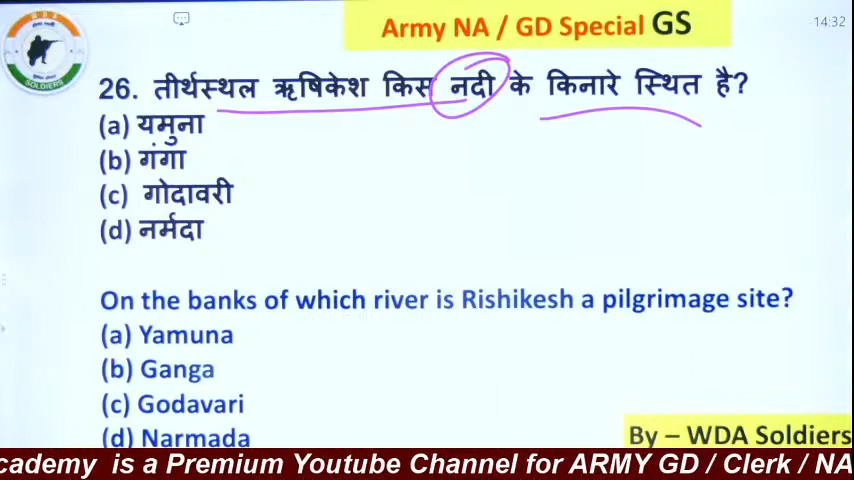 Army NA / GD Special GS
14:32
SOLDIERS
26. तीर्थस्थल ऋषिकेश किस नदी के किनारे स्थित है?
(a) यमुना
(b) गंगा
(c) गोदावरी
(d) नर्मदा
On the banks of which river is Rishikesh a pilgrimage site?
(a) Yamuna
(b) Ganga
(c) Godavari
(d) Narmada
By – WDA Soldiers
cademy is a Premium Youtube Channel for ARMY GD / Clerk / NA